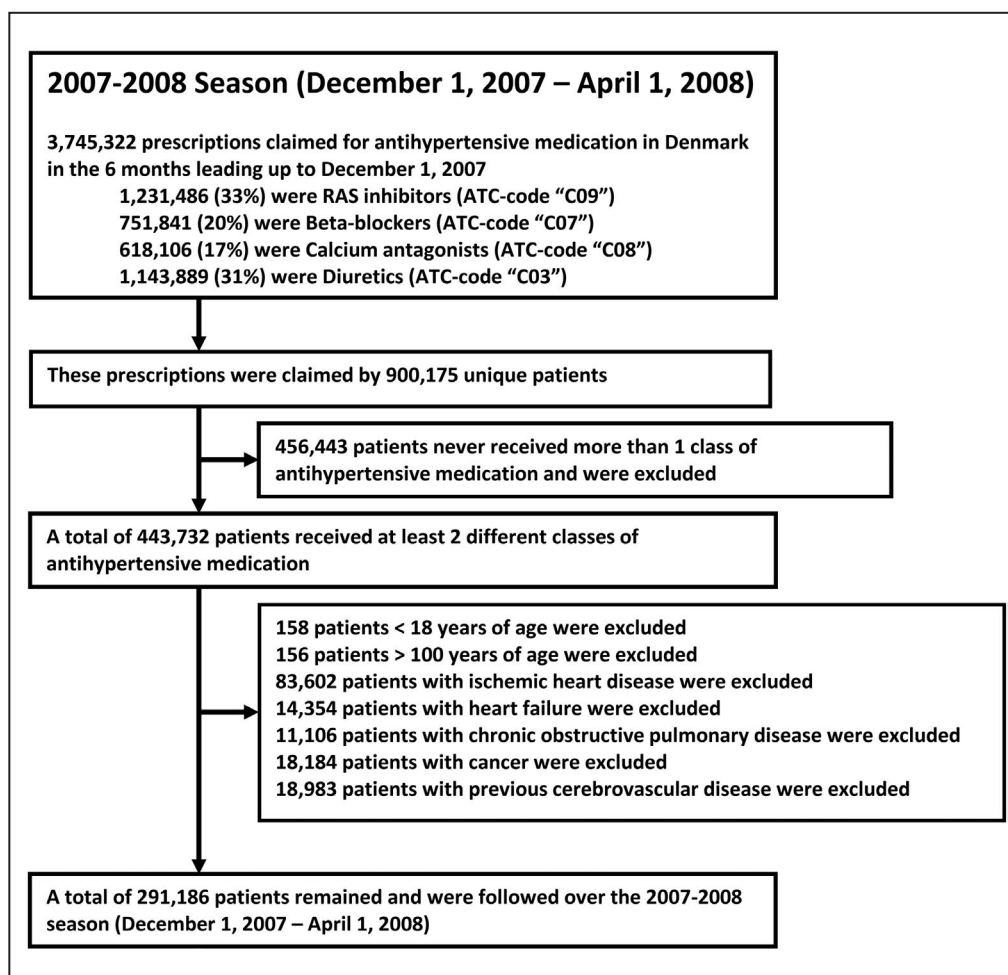 2007-2008 Season (December 1, 2007 – April 1, 2008)
3,745,322 prescriptions claimed for antihypertensive medication in Denmark
in the 6 months leading up to December 1, 2007
1,231,486 (33%) were RAS inhibitors (ATC-code “C09”)
751,841 (20%) were Beta-blockers (ATC-code “C07”)
618,106 (17%) were Calcium antagonists (ATC-code “C08”)
1,143,889 (31%) were Diuretics (ATC-code “C03”)
These prescriptions were claimed by 900,175 unique patients
456,443 patients never received more than 1 class of
antihypertensive medication and were excluded
A total of 443,732 patients received at least 2 different classes of
antihypertensive medication
158 patients < 18 years of age were excluded
156 patients > 100 years of age were excluded
83,602 patients with ischemic heart disease were excluded
14,354 patients with heart failure were excluded
11,106 patients with chronic obstructive pulmonary disease were excluded
18,184 patients with cancer were excluded
18,983 patients with previous cerebrovascular disease were excluded
A total of 291,186 patients remained and were followed over the 2007-2008
season (December 1, 2007 – April 1, 2008)